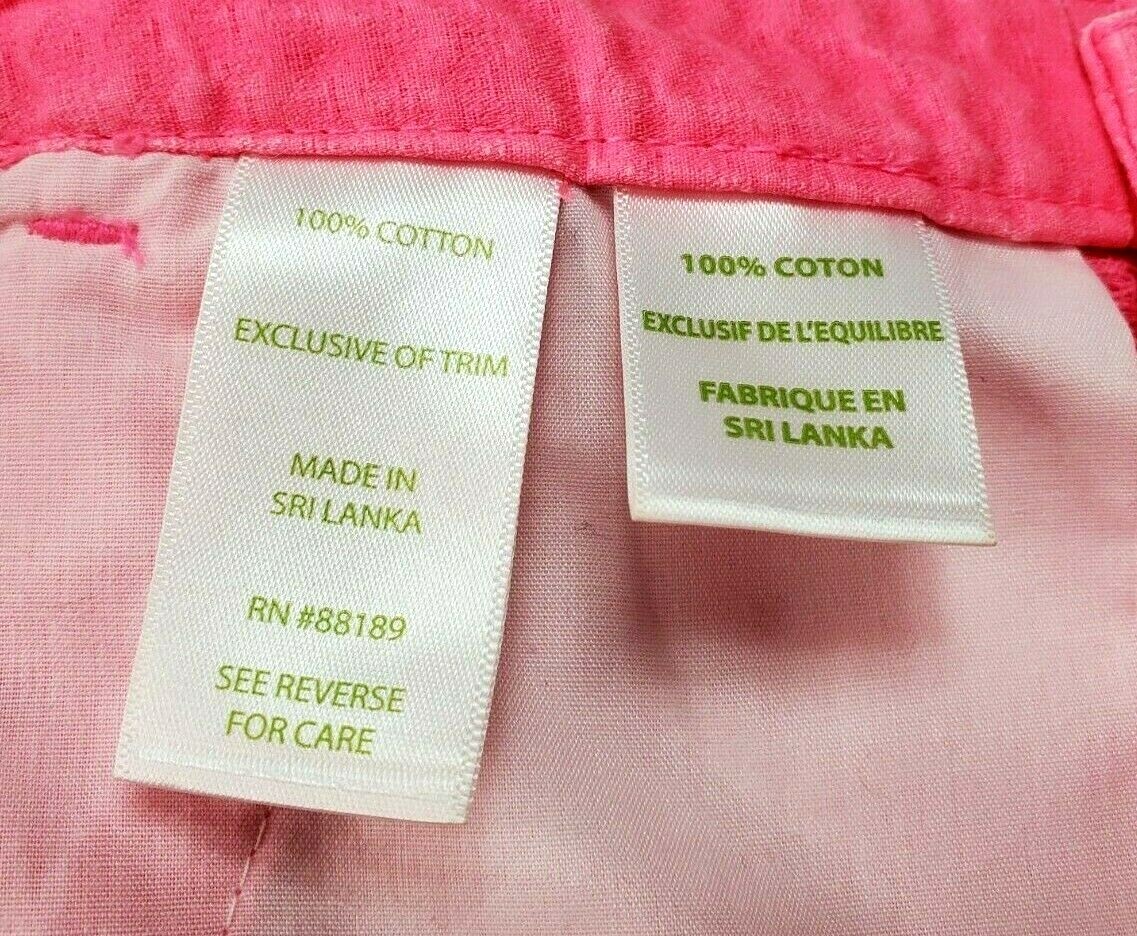 100% COTTON
EXCLUSIVE OF TRIM
MADE IN
SRI LANKA
RN #88189
SEE REVERSE
FOR CARE
100% COTON
EXCLUSIF DE L'EQUILIBRE
FABRIQUE EN
SRI LANKA